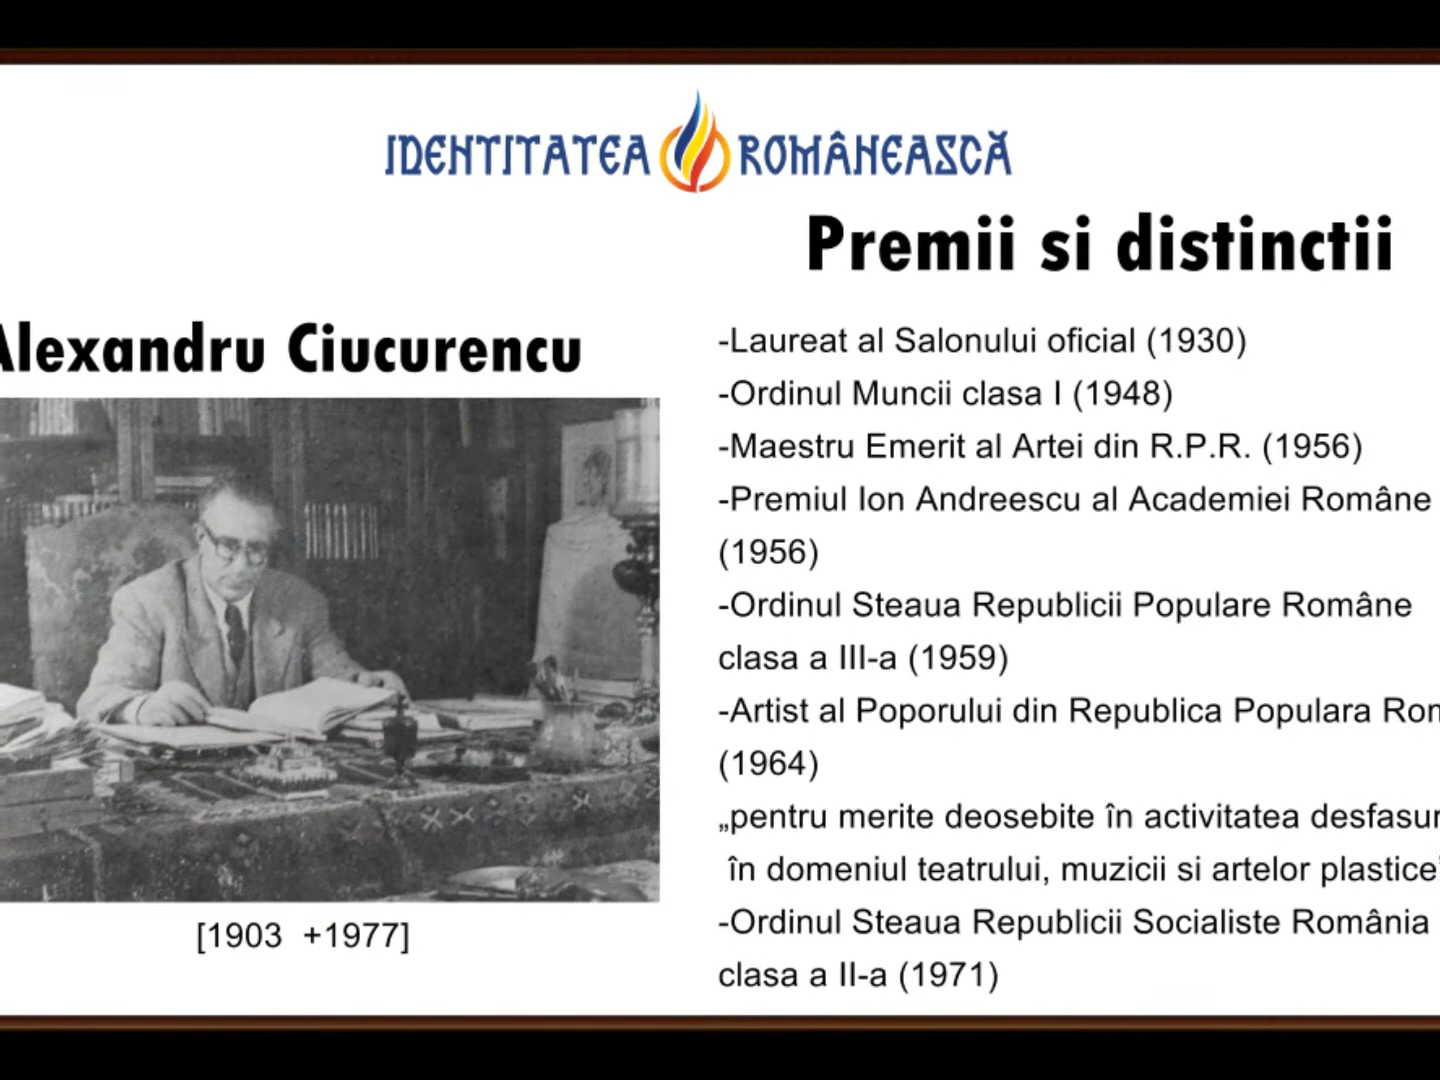 IDENTITATEA ROMÂNEASCĂ
Premii si distinctii
Alexandru Ciucurencu
-Laureat al Salonului oficial (1930)
-Ordinul Muncii clasa I (1948)
-Maestru Emerit al Artei din R.P.R. (1956)
-Premiul Ion Andreescu al Academiei Române
(1956)
-Ordinul Steaua Republicii Populare Române
clasa a III-a (1959)
-Artist al Poporului din Republica Populara Rom
(1964)
„pentru merite deosebite în activitatea desfasur
în domeniul teatrului, muzicii si artelor plastice”
-Ordinul Steaua Republicii Socialiste România
clasa a II-a (1971)
[1903 +1977]